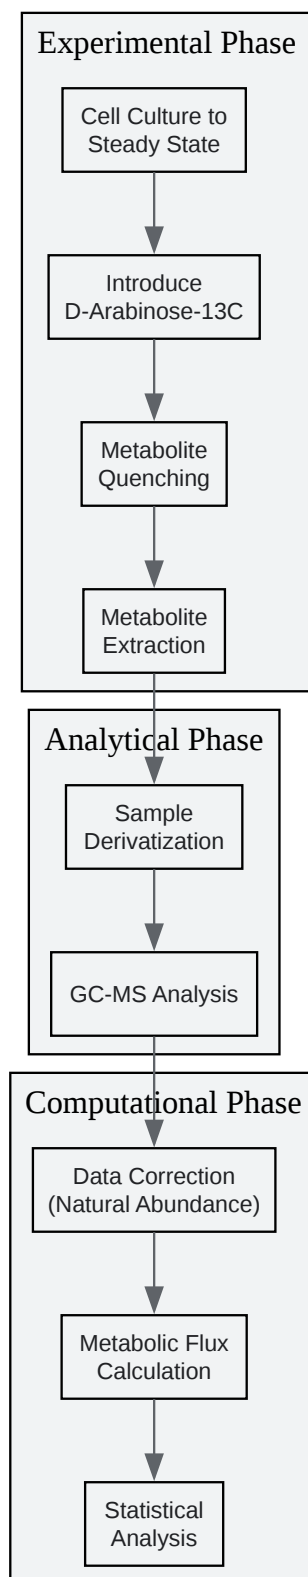 Experimental Phase
Cell Culture to
Steady State
Introduce
D-Arabinose-13C
Metabolite
Quenching
Metabolite
Extraction
Analytical Phase
Sample
Derivatization
GC-MS Analysis
Computational Phase
Data Correction
(Natural Abundance)
Metabolic Flux
Calculation
Statistical
Analysis